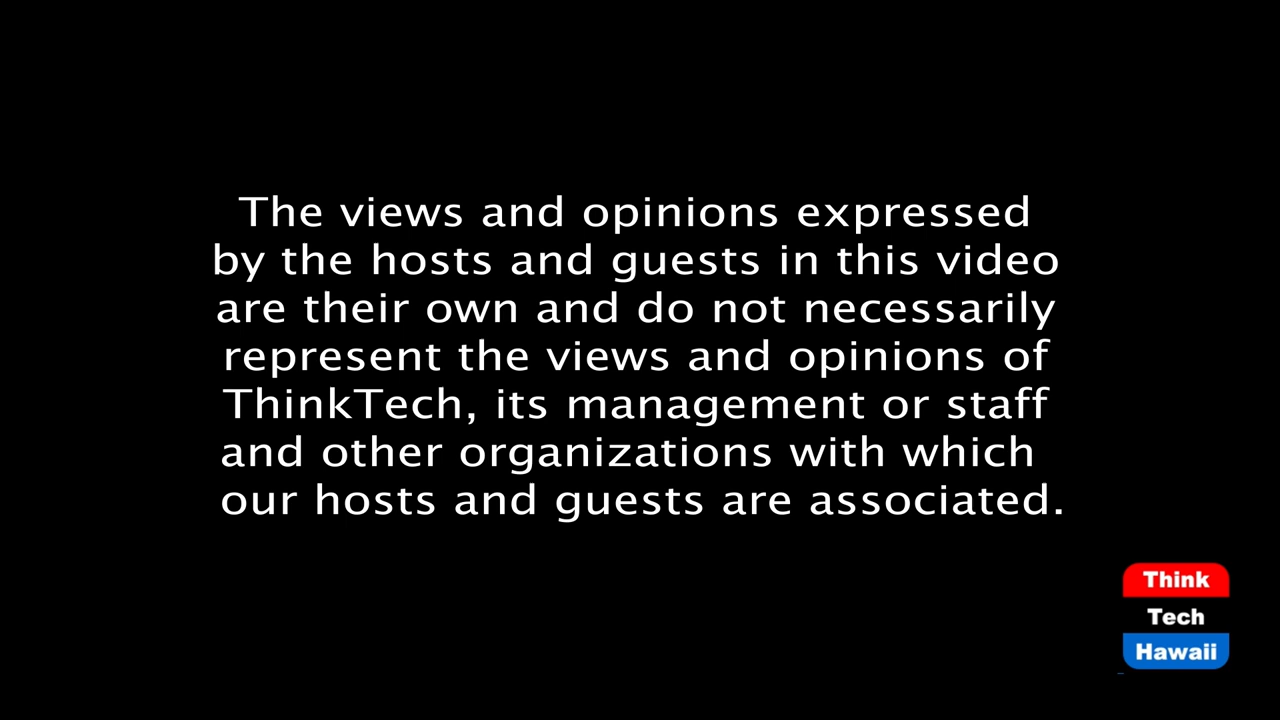 The views and opinions expressed
by the hosts and guests in this video
are their own and do not necessarily
represent the views and opinions of
ThinkTech, its management or staff
and other organizations with which
our hosts and guests are associated.
Think
Tech
Hawaii